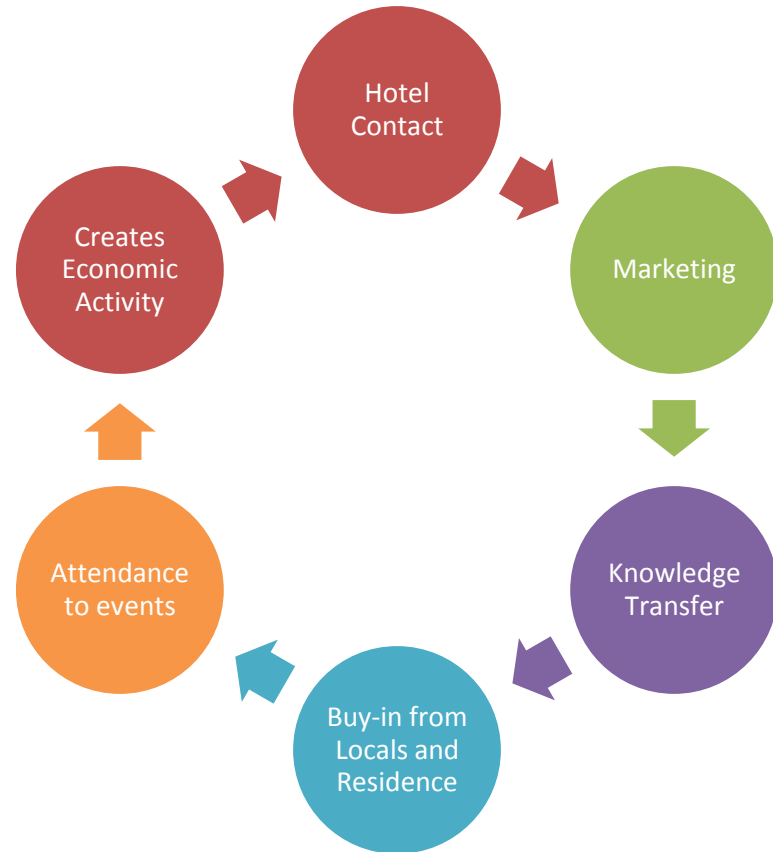 Hotel
Contact
Marketing
Knowledge
Transfer
Buy-in from
Locals and
Residence
Attendance
to events
Creates
Economic
Activity